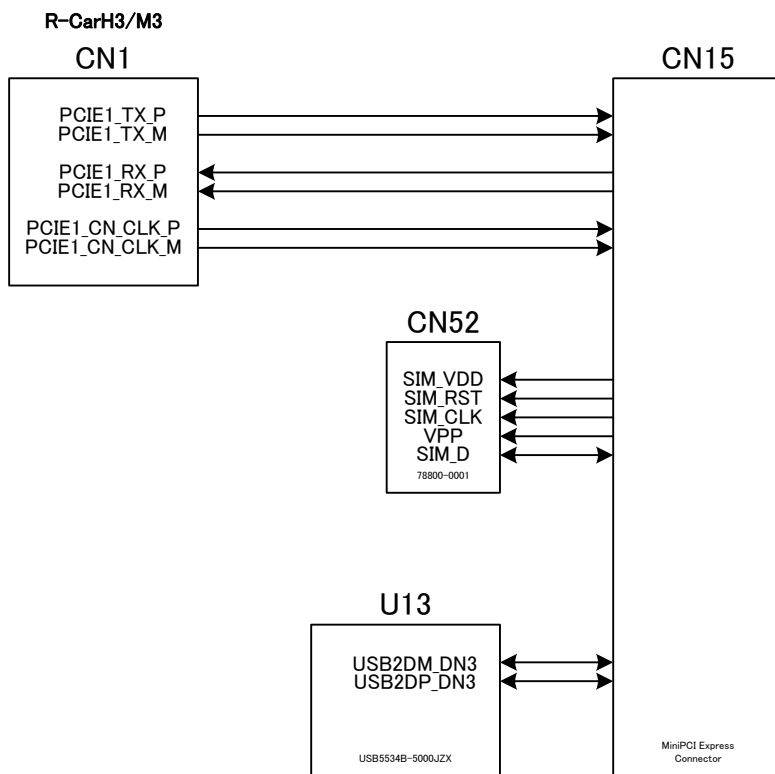 R-CarH3/M3
CN1
CN15
PCIE1_TX_P
PCIE1_TX_M
PCIE1_RX_P
PCIE1_RX_M
PCIE1_CN_CLK_P
PCIE1_CN_CLK_M
CN52
SIM_VDD
SIM_RST
SIM_CLK
VPP
SIM_D
78800-0001
U13
USB2DM_DN3
USB2DP_DN3
USB5534B-5000JZX
MiniPCI Express
Connector